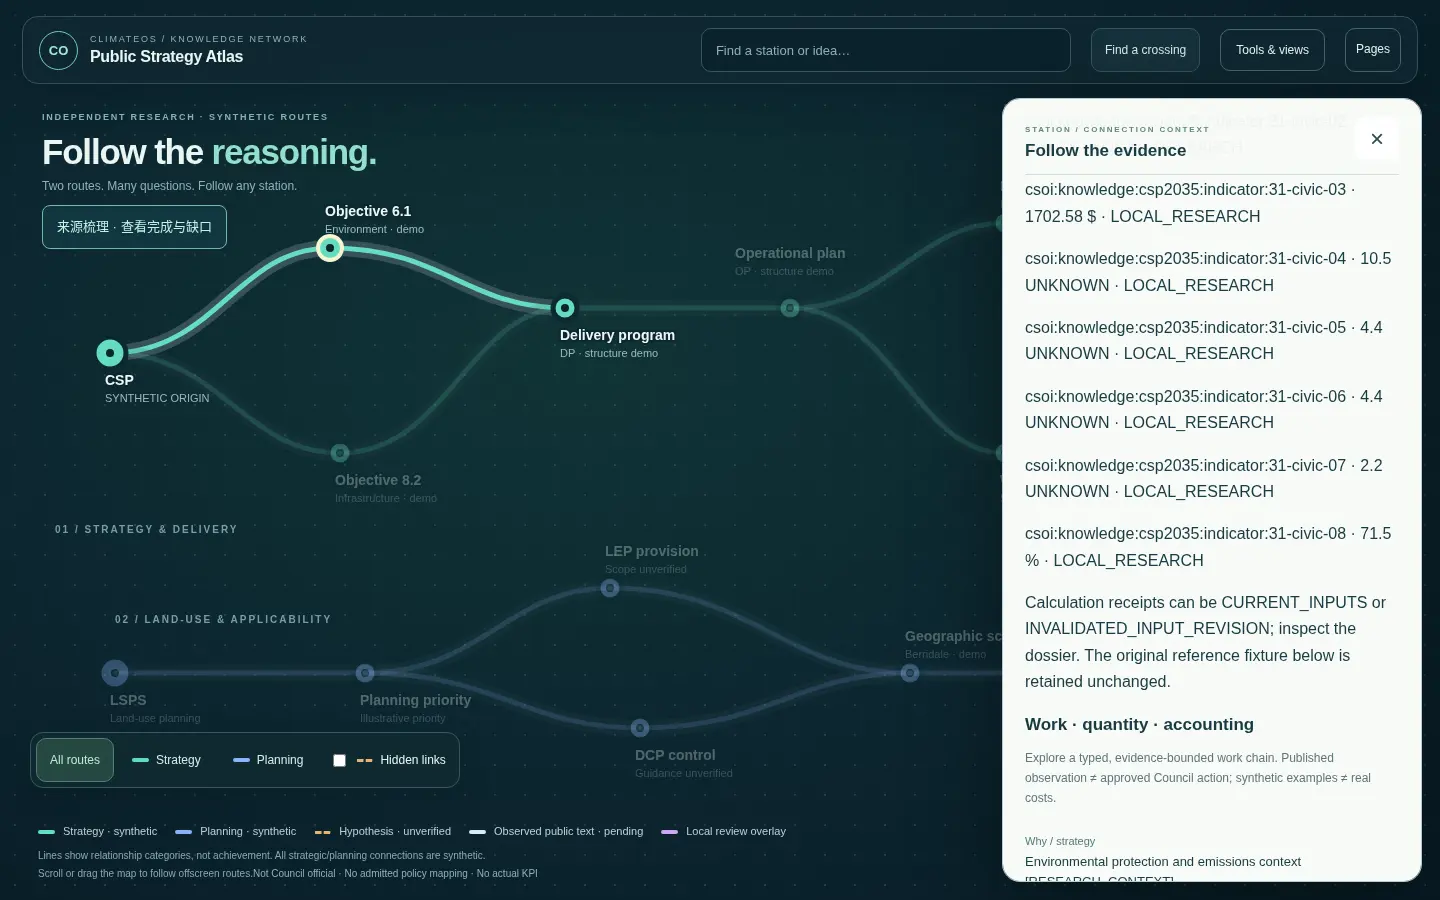 CO
CLIMATEOS / KNOWLEDGE NETWORK
Public Strategy Atlas
Find a station or idea…
Find a crossing
Tools & views
Pages
INDEPENDENT RESEARCH · SYNTHETIC ROUTES
Follow the reasoning.
Two routes. Many questions. Follow any station.
来源梳理 · 查看完成与缺口
Objective 6.1
Environment · demo
Operational plan
OP · structure demo
Delivery program
DP · structure demo
CSP
SYNTHETIC ORIGIN
Objective 8.2
Infrastructure · demo
01 / STRATEGY & DELIVERY
LEP provision
Scope unverified
02 / LAND-USE & APPLICABILITY
Geographic sc
Berridale · demo
LSPS
Land-use planning
Planning priority
Illustrative priority
DCP control
Guidance unverified
All routes
Strategy
Planning
Hidden links
Strategy · synthetic
Planning · synthetic
Hypothesis · unverified
Observed public text · pending
Local review overlay
Lines show relationship categories, not achievement. All strategic/planning connections are synthetic.
Scroll or drag the map to follow offscreen routes.Not Council official · No admitted policy mapping · No actual KPI
STATION / CONNECTION CONTEXT
Follow the evidence
×
csoi:knowledge:csp2035:indicator:31-civic-03 ·
1702.58 $ · LOCAL_RESEARCH
csoi:knowledge:csp2035:indicator:31-civic-04 · 10.5
UNKNOWN · LOCAL_RESEARCH
csoi:knowledge:csp2035:indicator:31-civic-05 · 4.4
UNKNOWN · LOCAL_RESEARCH
csoi:knowledge:csp2035:indicator:31-civic-06 · 4.4
UNKNOWN · LOCAL_RESEARCH
csoi:knowledge:csp2035:indicator:31-civic-07 · 2.2
UNKNOWN · LOCAL_RESEARCH
csoi:knowledge:csp2035:indicator:31-civic-08 · 71.5
% · LOCAL_RESEARCH
Calculation receipts can be CURRENT_INPUTS or
INVALIDATED_INPUT_REVISION; inspect the
dossier. The original reference fixture below is
retained unchanged.
Work · quantity · accounting
Explore a typed, evidence-bounded work chain. Published
observation ≠ approved Council action; synthetic examples ≠ real
costs.
Why / strategy
Environmental protection and emissions context
[RESEARCH_CONTEXT]